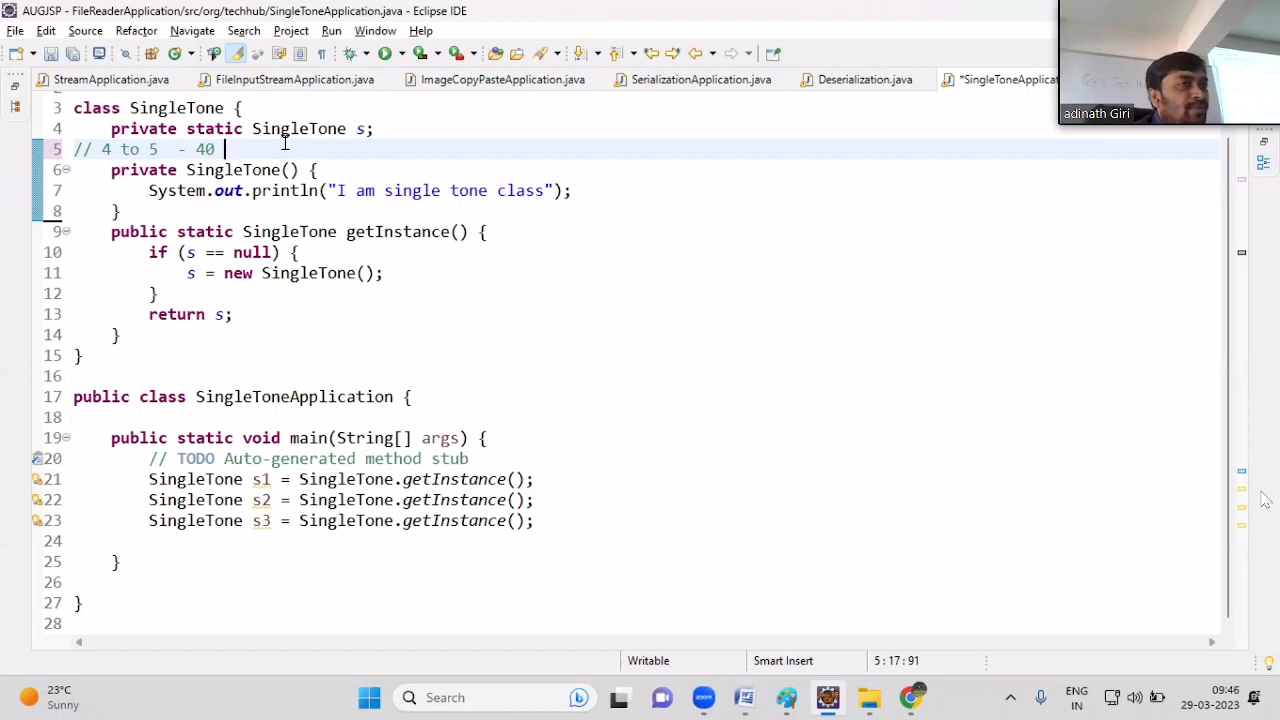 AUGJSP - FileReaderApplication/src/org/techhub/SingleToneApplication.java - Eclipse IDE
File Edit Source Refactor Navigate Search Project Run Window Help
StreamApplication.java FileInputStreamApplication.java ImageCopyPasteApplication.java SerializationApplication.java Deserialization.java *SingleToneApplicat
adinath Giri
3 class SingleTone {
4 private static SingleTone s;
5 // 4 to 5 - 40
6 private SingleTone() {
7 System.out.println("I am single tone class");
8 }
9 public static SingleTone getInstance() {
10 if (s == null) {
11 s = new SingleTone();
12 }
13 return s;
14 }
15 }
16
17 public class SingleToneApplication {
18
19 public static void main(String[] args) {
20 // TODO Auto-generated method stub
21 SingleTone s1 = SingleTone.getInstance();
22 SingleTone s2 = SingleTone.getInstance();
23 SingleTone s3 = SingleTone.getInstance();
24
25 }
26
27 }
28
Writable Smart Insert 5:17:91
23°C
Sunny
Search
ENG
IN
09:46
29-03-2023
zoom